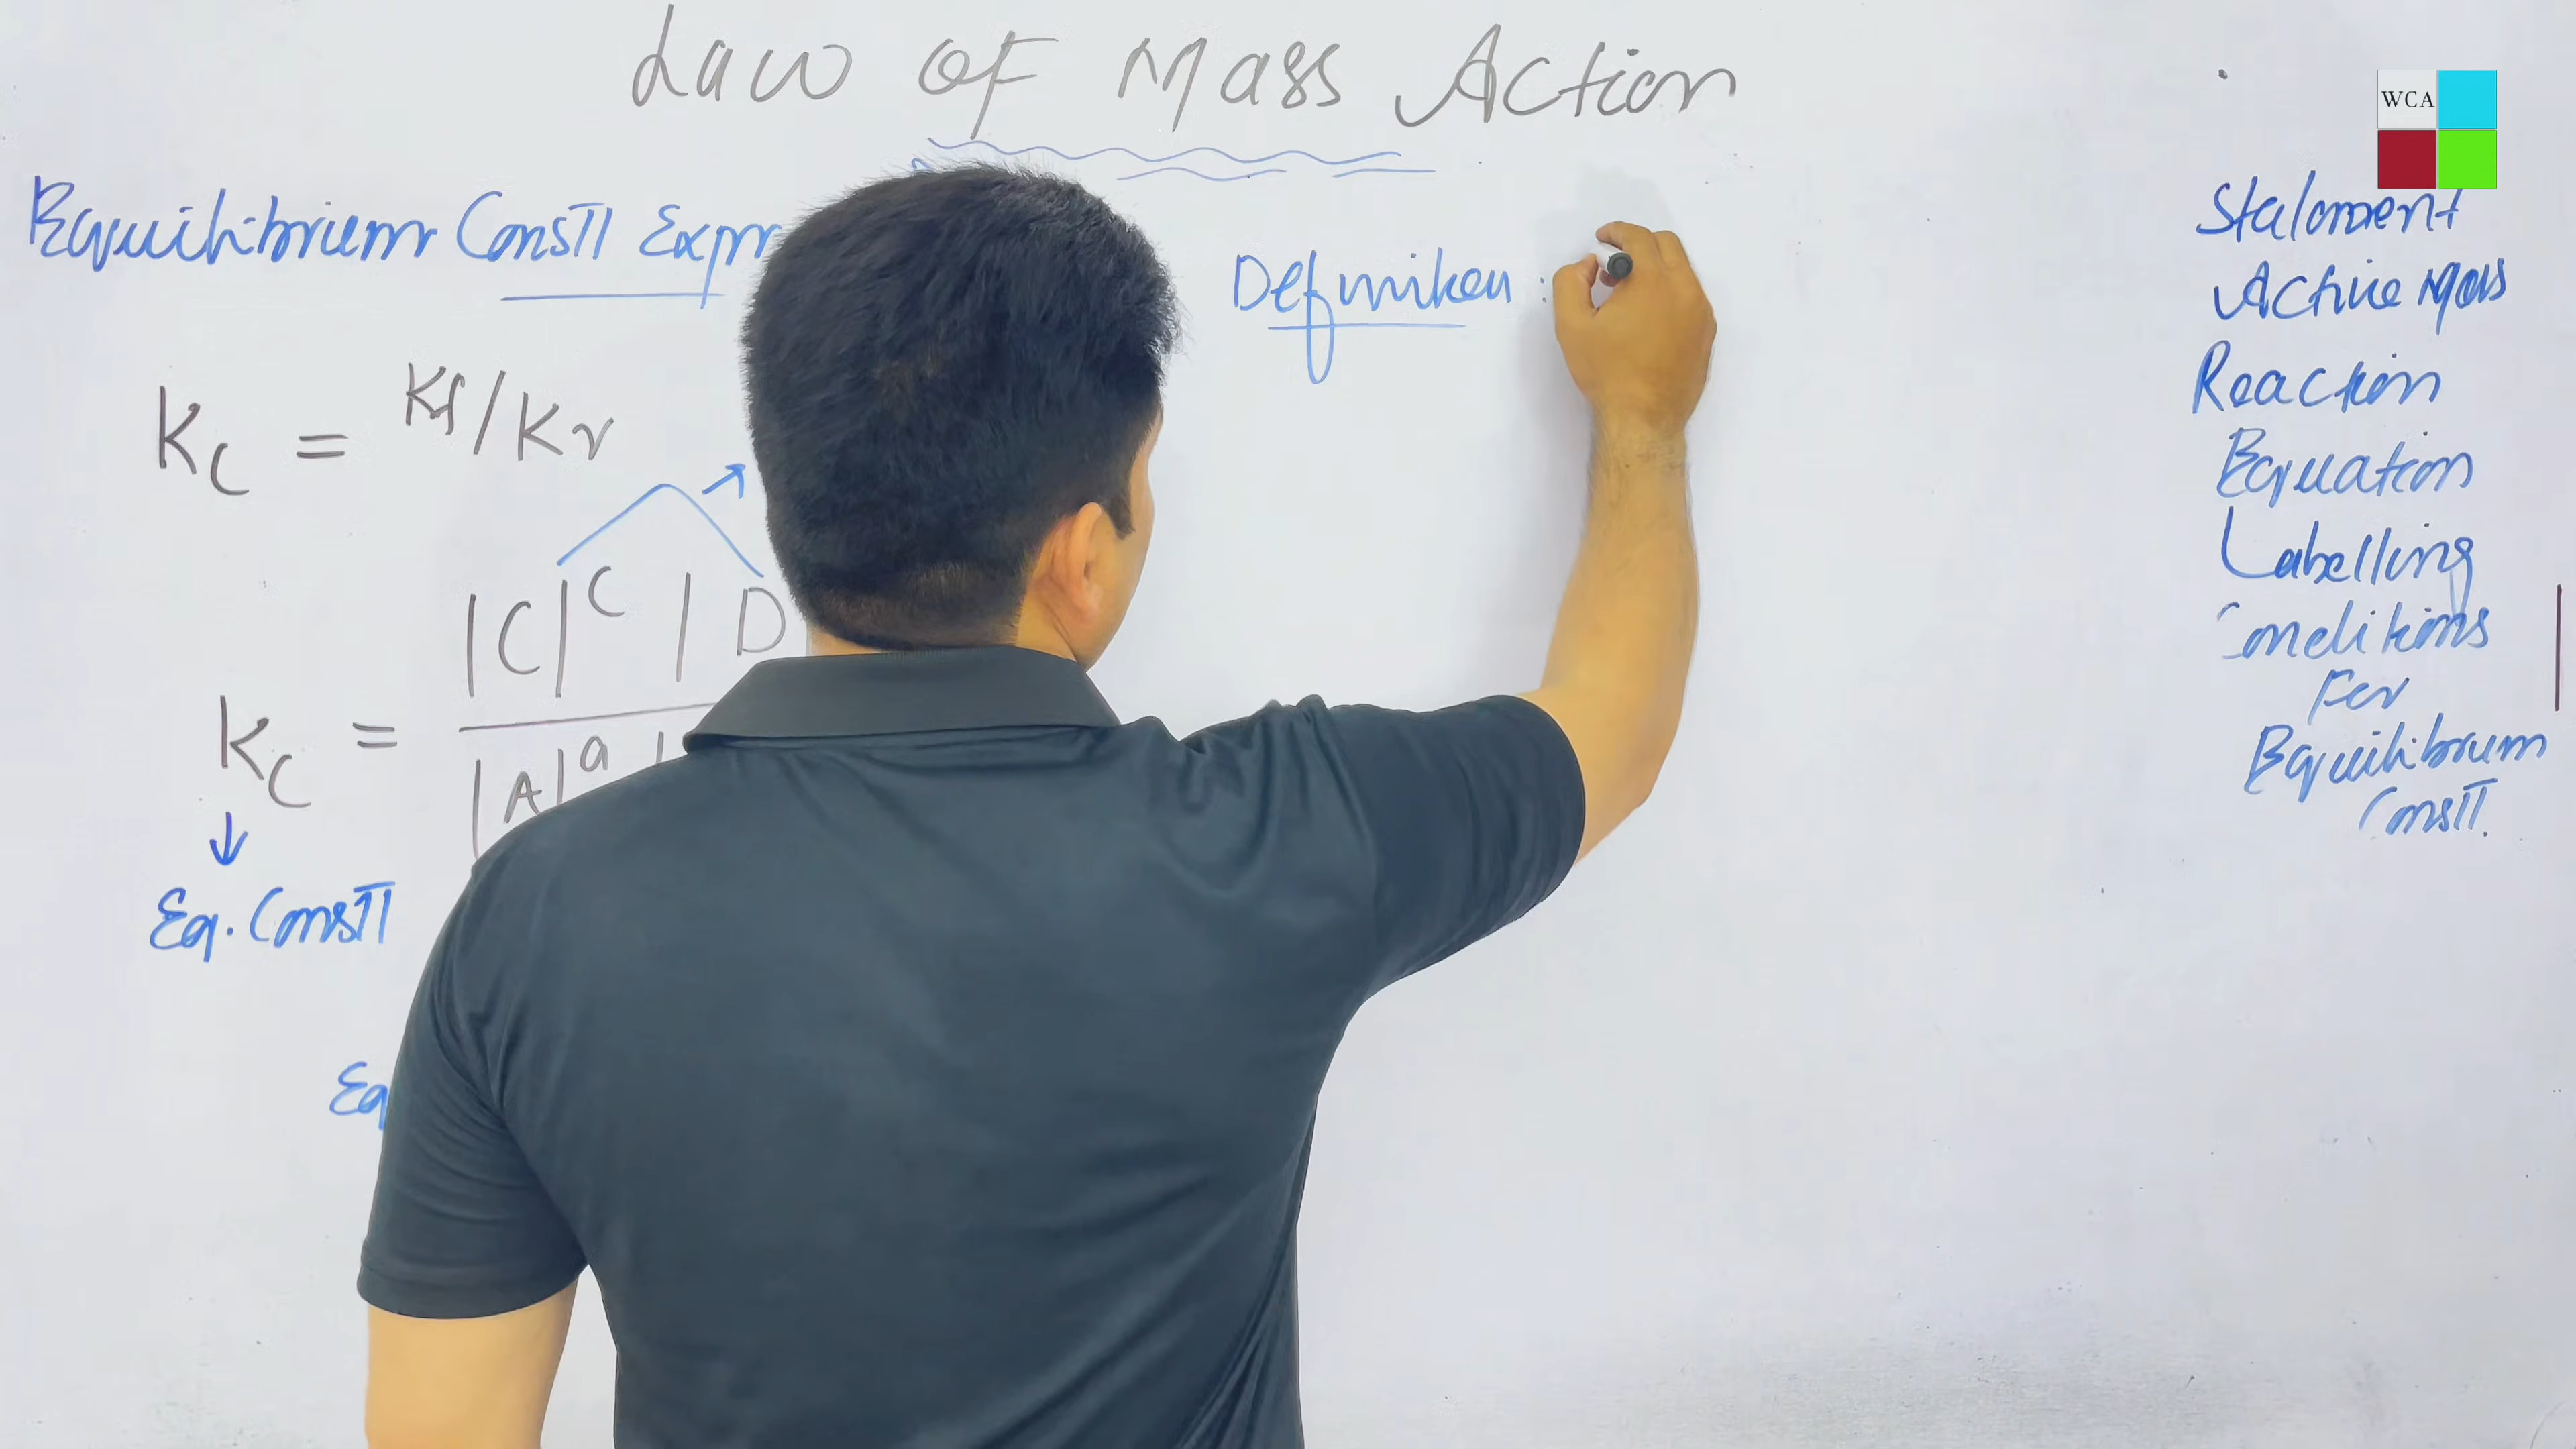 Law of Mass Action
WCA
Equilibrium Constt Expr
Kc = Kf/Kr
|C|^c |D
Kc =
|A|^a |
Eq. Constt
Eq
Definition :
Statement
Active Mass
Reaction
Equation
Labelling
Conditions
For
Equilibrium
Constt.